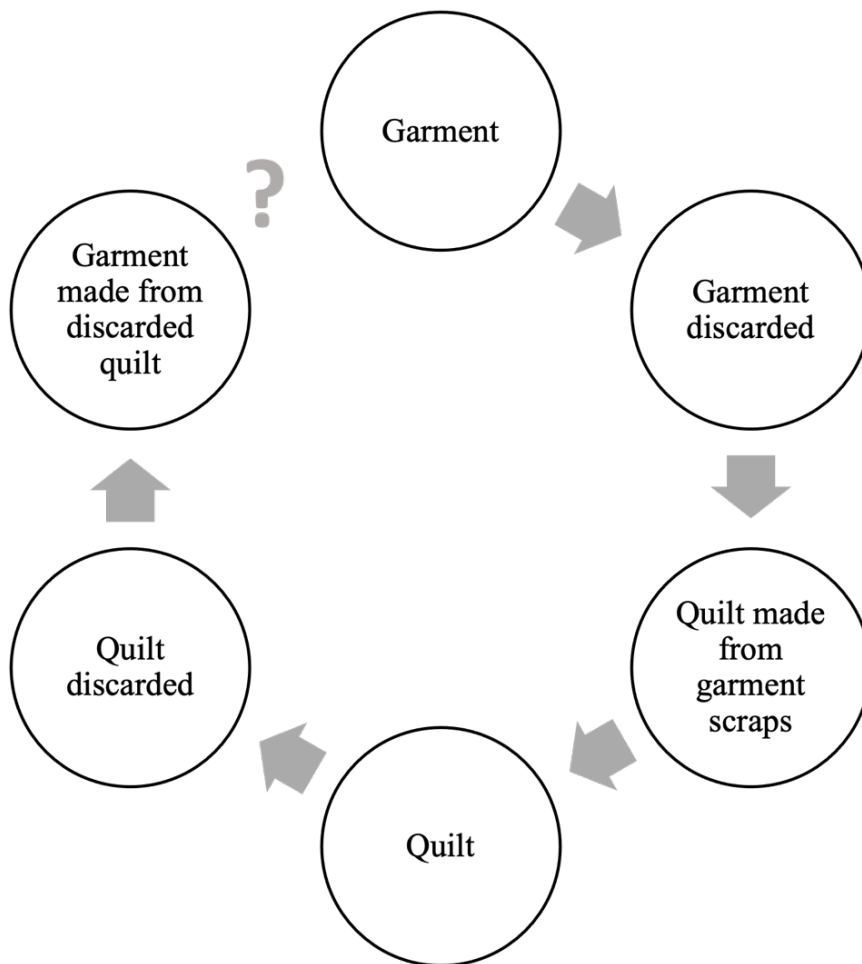 Garment
Garment
discarded
Quilt made
from
garment
scraps
Quilt
Quilt
discarded
Garment
made from
discarded
quilt
?